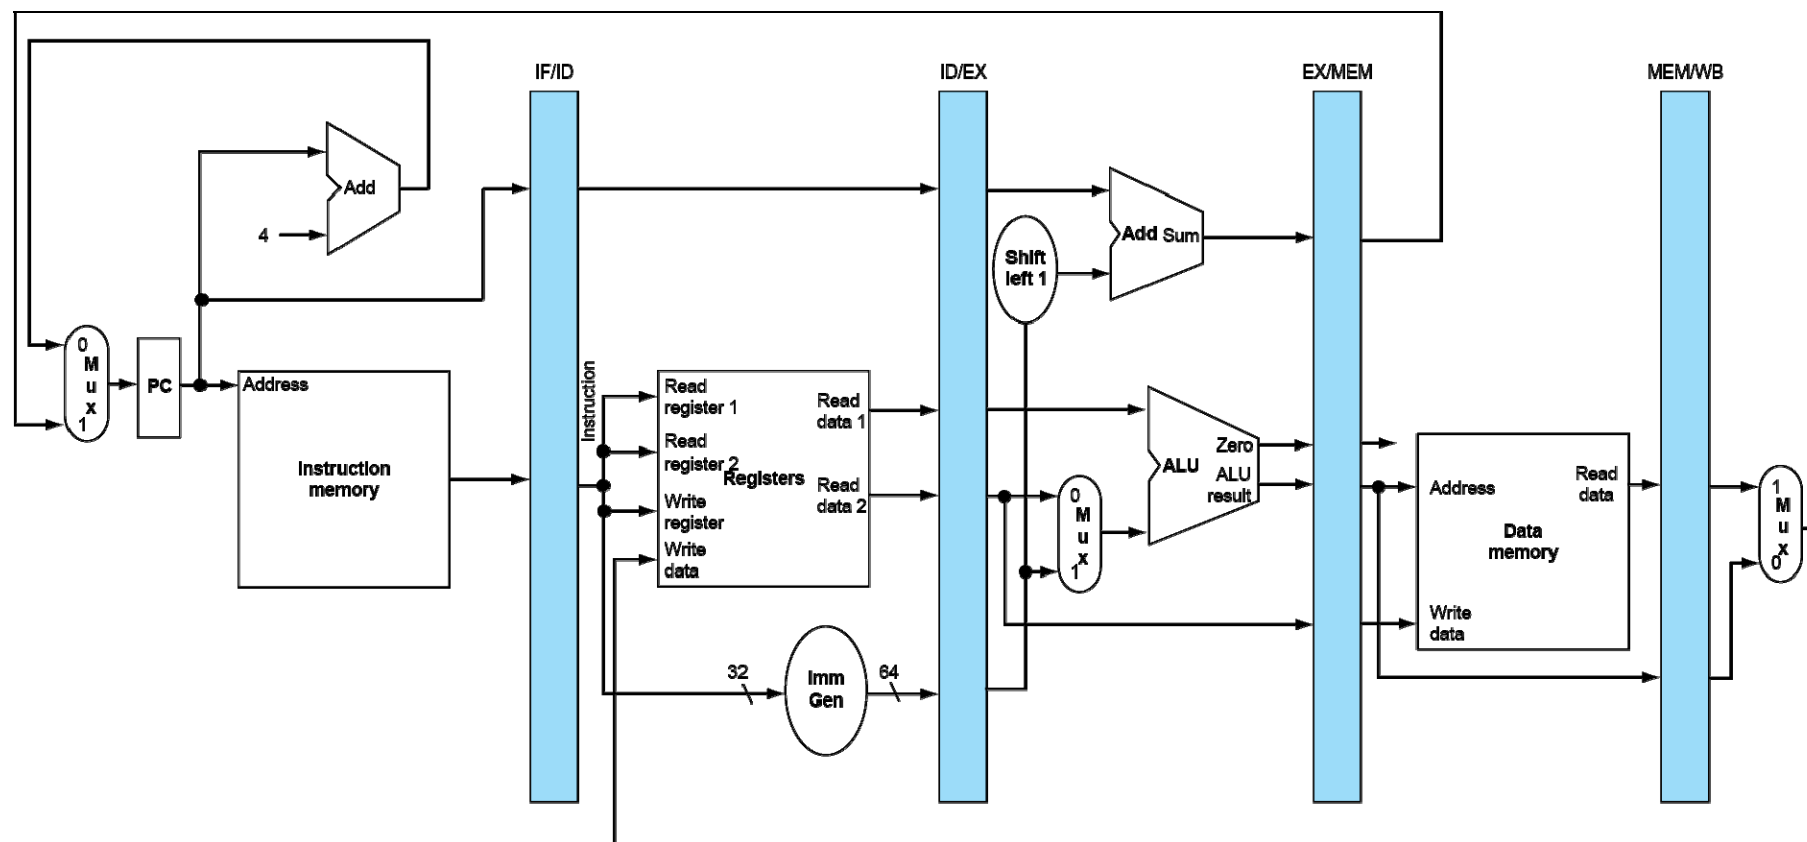 IF/ID
ID/EX
EX/MEM
MEM/WB
Add
4
Add Sum
Shift
left 1
0
M
u
x
1
PC
Address
Instruction
memory
Instruction
Read
register 1
Read
register 2
Write
register
Write
data
Registers
Read
data 1
Read
data 2
0
M
u
x
1
Zero
ALU
ALU
result
Address
Read
data
Data
memory
Write
data
1
M
u
x
0
32
Imm
Gen
64